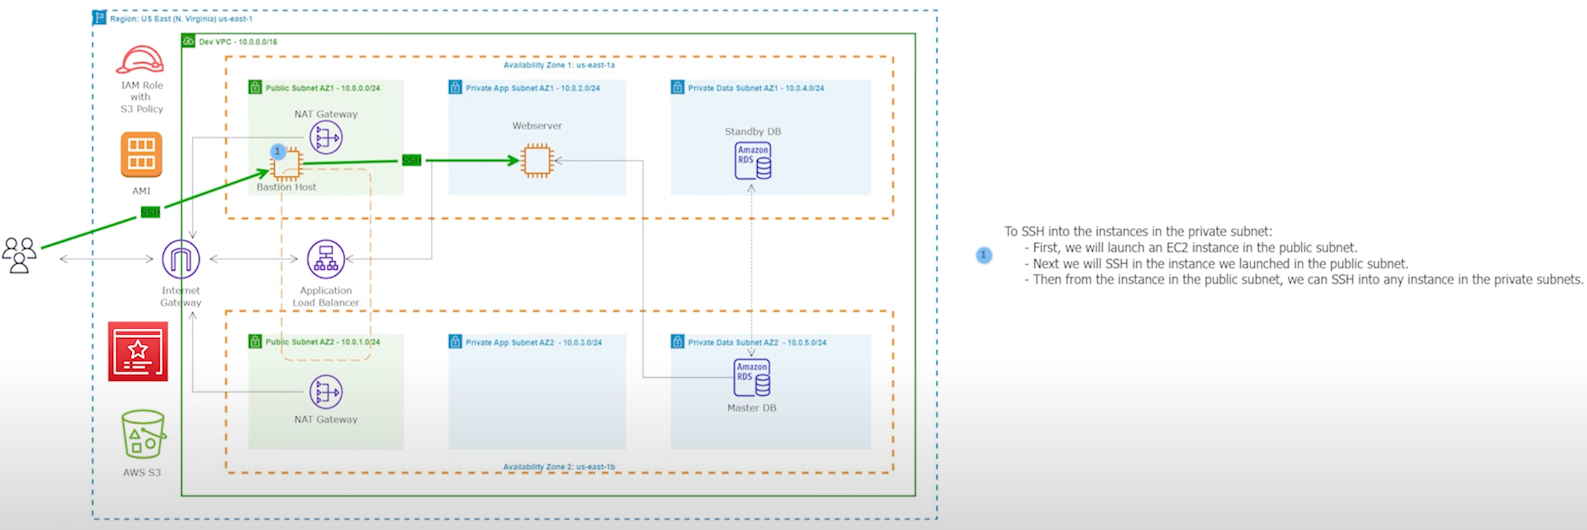 Region: US East (N. Virginia) us-east-1
Dev VPC - 10.0.0.0/16
Availability Zone 1: us-east-1a
IAM Role
with
S3 Policy
Public Subnet AZ1 - 10.0.0.0/24
Private App Subnet AZ1 - 10.0.2.0/24
Private Data Subnet AZ1 - 10.0.4.0/24
NAT Gateway
Webserver
Standby DB
Amazon
RDS
1
SSH
Bastion Host
AMI
SSH
Internet
Gateway
Application
Load Balancer
To SSH into the instances in the private subnet:
1
- First, we will launch an EC2 instance in the public subnet.
- Next we will SSH in the instance we launched in the public subnet.
- Then from the instance in the public subnet, we can SSH into any instance in the private subnets.
Public Subnet AZ2 - 10.0.1.0/24
Private App Subnet AZ2 - 10.0.3.0/24
Private Data Subnet AZ2 - 10.0.5.0/24
Amazon
RDS
Master DB
NAT Gateway
AWS S3
Availability Zone 2: us-east-1b